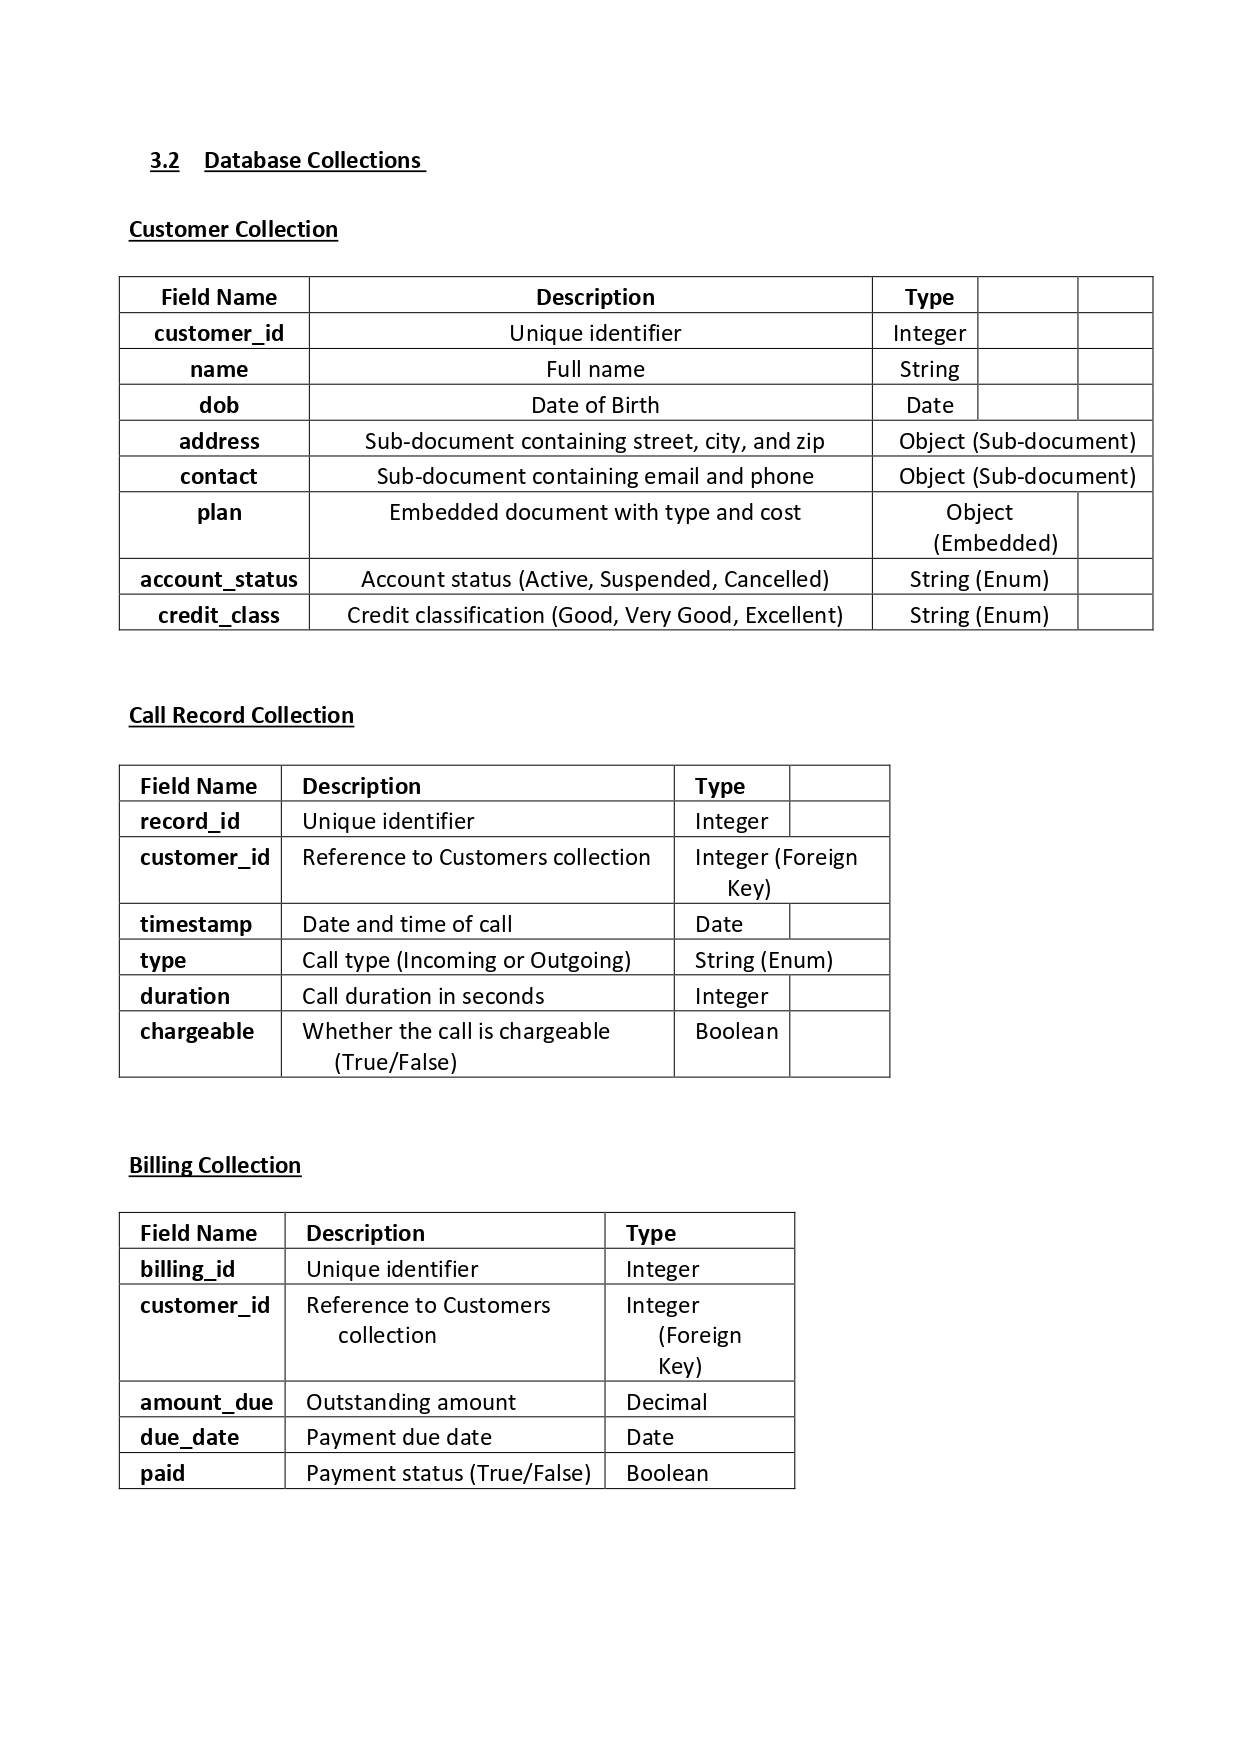 3.2 Database Collections
Customer Collection
Field Name Description Type
customer_id Unique identifier Integer
name Full name String
dob Date of Birth Date
address Sub-document containing street, city, and zip Object (Sub-document)
contact Sub-document containing email and phone Object (Sub-document)
plan Embedded document with type and cost Object
(Embedded)
account_status Account status (Active, Suspended, Cancelled) String (Enum)
credit_class Credit classification (Good, Very Good, Excellent) String (Enum)
Call Record Collection
Field Name Description Type
record_id Unique identifier Integer
customer_id Reference to Customers collection Integer (Foreign
Key)
timestamp Date and time of call Date
type Call type (Incoming or Outgoing) String (Enum)
duration Call duration in seconds Integer
chargeable Whether the call is chargeable Boolean
(True/False)
Billing Collection
Field Name Description Type
billing_id Unique identifier Integer
customer_id Reference to Customers Integer
collection (Foreign
Key)
amount_due Outstanding amount Decimal
due_date Payment due date Date
paid Payment status (True/False) Boolean